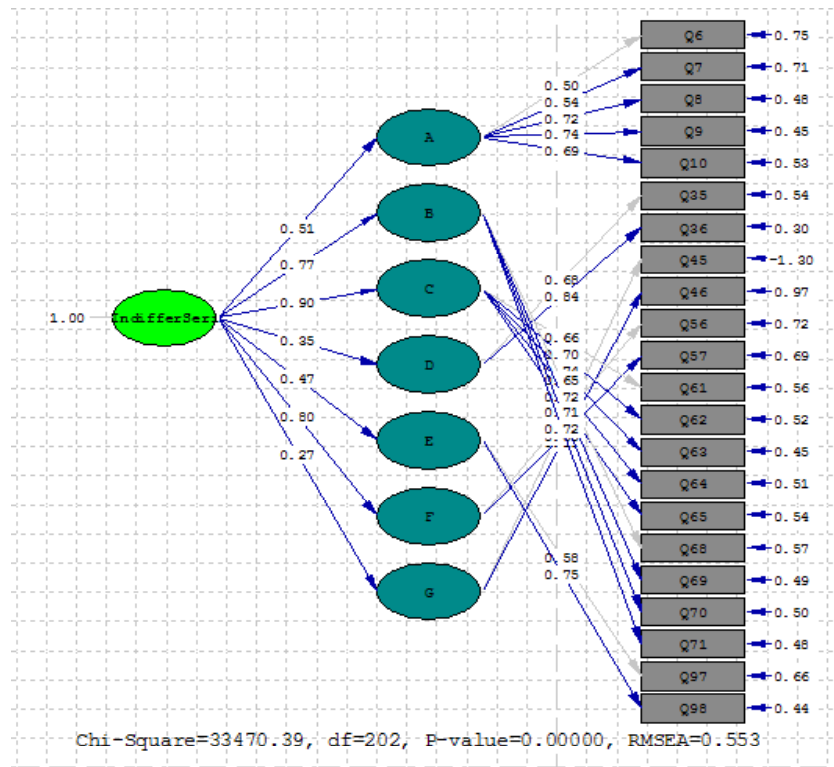 Q6 0.75
Q7 0.71
0.50
0.54
Q8 0.48
0.72
A
0.74
Q9 0.45
0.69
Q10 0.53
Q35 0.54
B
0.51
Q36 0.30
0.77
Q45 -1.30
0.68
C
Q46 0.97
0.84
0.90
1.00
IndifferSeri
Q56 0.72
0.66
0.35
0.70
Q57 0.69
D
0.65
0.47
Q61 0.56
0.72
0.71
0.80
Q62 0.52
0.72
E
0.27
Q63 0.45
Q64 0.51
F
Q65 0.54
Q68 0.57
0.58
0.75
Q69 0.49
G
Q70 0.50
Q71 0.48
Q97 0.66
Q98 0.44
Chi-Square=33470.39, df=202, P-value=0.00000, RMSEA=0.553